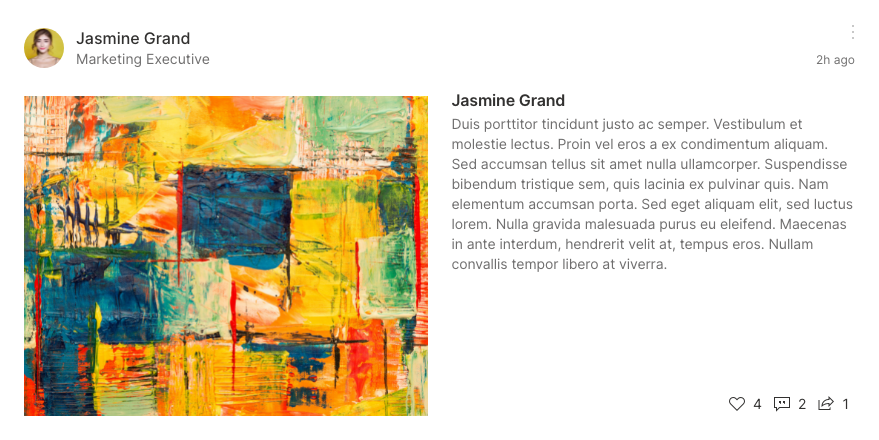 Jasmine Grand
Marketing Executive
2h ago
Jasmine Grand
Duis porttitor tincidunt justo ac semper. Vestibulum et
molestie lectus. Proin vel eros a ex condimentum aliquam.
Sed accumsan tellus sit amet nulla ullamcorper. Suspendisse
bibendum tristique sem, quis lacinia ex pulvinar quis. Nam
elementum accumsan porta. Sed eget aliquam elit, sed luctus
lorem. Nulla gravida malesuada purus eu eleifend. Maecenas
in ante interdum, hendrerit velit at, tempus eros. Nullam
convallis tempor libero at viverra.
4 2 1